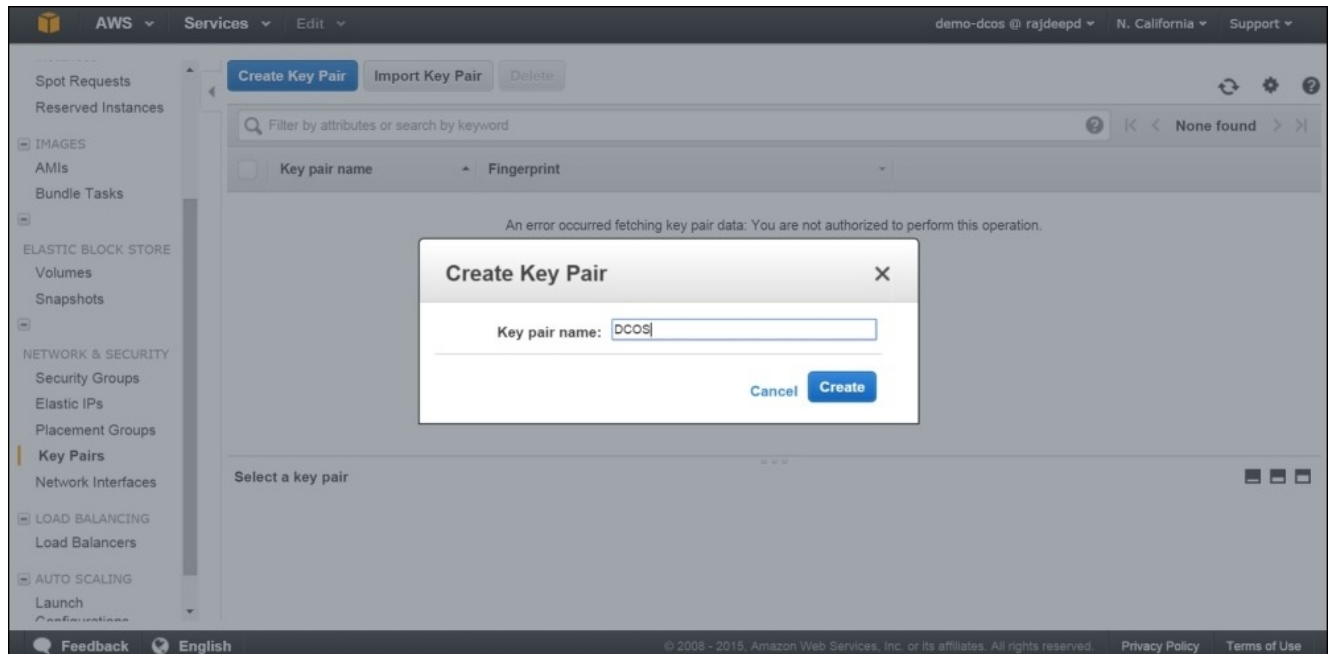 AWS Services Edit demo-dcos @ rajdeepd N. California Support
Spot Requests
Reserved Instances
IMAGES
AMIs
Bundle Tasks
ELASTIC BLOCK STORE
Volumes
Snapshots
NETWORK & SECURITY
Security Groups
Elastic IPs
Placement Groups
Key Pairs
Network Interfaces
LOAD BALANCING
Load Balancers
AUTO SCALING
Launch
Configurations
Create Key Pair Import Key Pair Delete
Filter by attributes or search by keyword None found
Key pair name Fingerprint
An error occurred fetching key pair data: You are not authorized to perform this operation.
Create Key Pair
Key pair name: DCOS
Cancel Create
Select a key pair
Feedback English © 2008 - 2015, Amazon Web Services, Inc. or its affiliates. All rights reserved. Privacy Policy Terms of Use